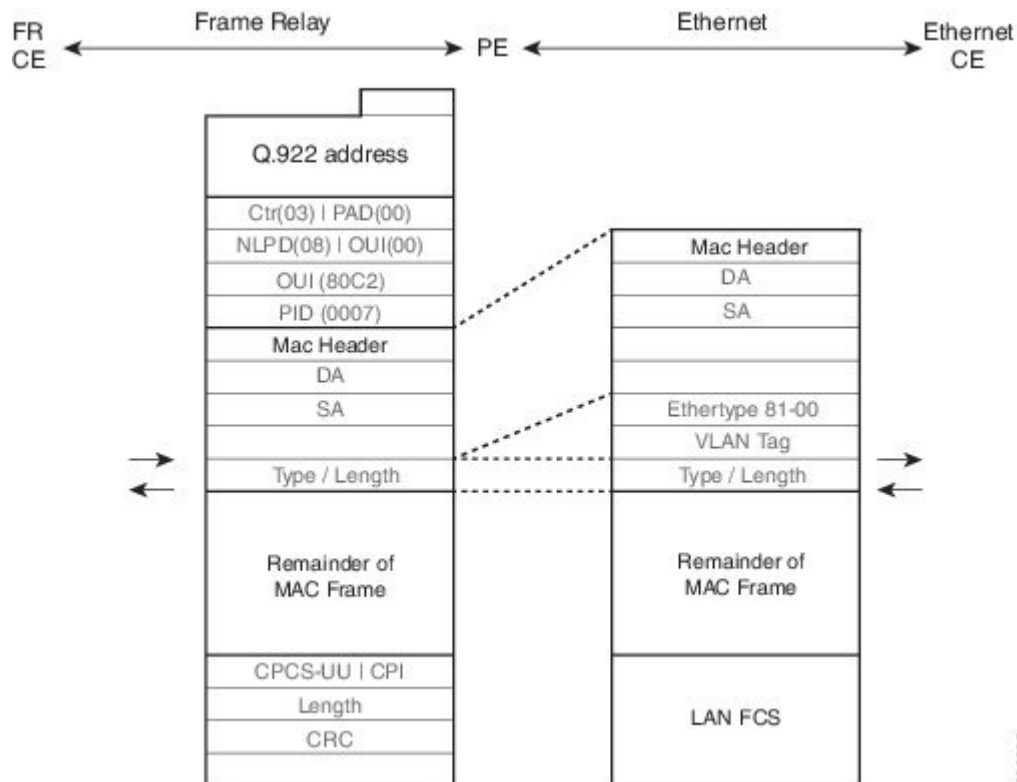 FR
CE
Frame Relay
PE
Ethernet
Ethernet
CE
Q.922 address
Ctr(03) | PAD(00)
NLPD(08) | OUI(00)
OUI (80C2)
PID (0007)
Mac Header
DA
SA
Type / Length
Remainder of
MAC Frame
CPCS-UU | CPI
Length
CRC
Mac Header
DA
SA
Ethertype 81-00
VLAN Tag
Type / Length
Remainder of
MAC Frame
LAN FCS